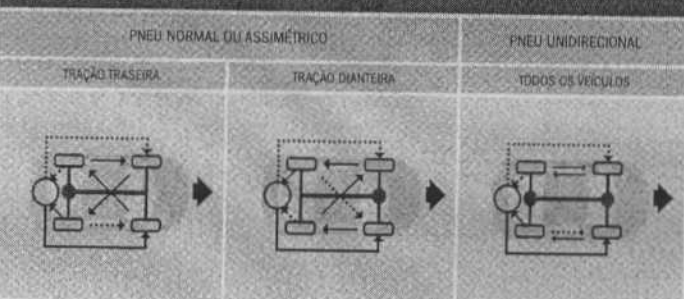 PNEU NORMAL OU ASSIMÉTRICO
PNEU UNIDIRECIONAL
TRAÇÃO TRASEIRA
TRAÇÃO DIANTEIRA
TODOS OS VEÍCULOS